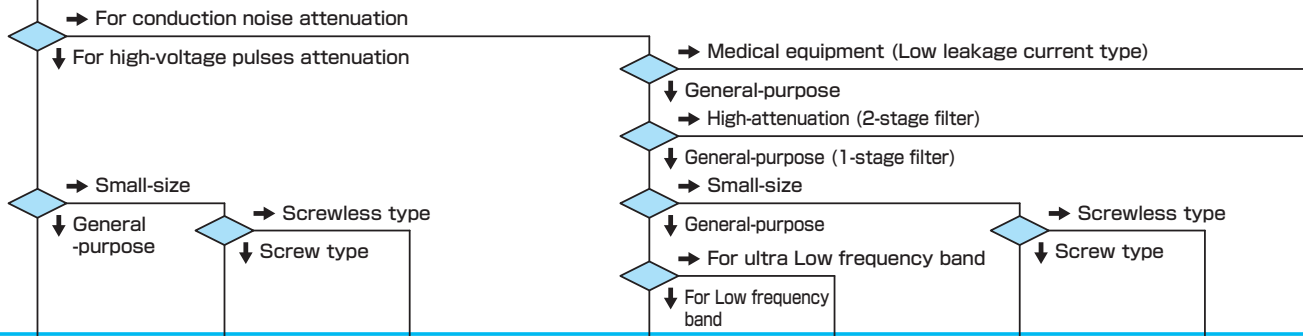 → For conduction noise attenuation
↓ For high-voltage pulses attenuation
→ Medical equipment (Low leakage current type)
↓ General-purpose
→ High-attenuation (2-stage filter)
↓ General-purpose (1-stage filter)
→ Small-size
↓ General
-purpose
→ Screwless type
↓ Screw type
→ Small-size
↓ General-purpose
→ Screwless type
↓ Screw type
→ For ultra Low frequency band
↓ For Low frequency
band